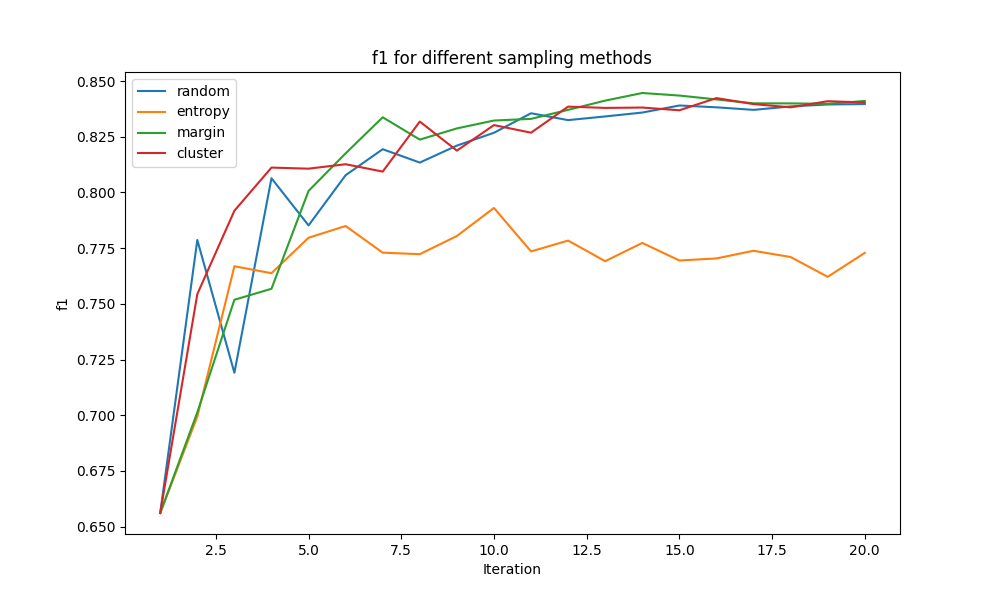 f1 for different sampling methods
random
entropy
margin
cluster
f1
0.850
0.825
0.800
0.775
0.750
0.725
0.700
0.675
0.650
2.5 5.0 7.5 10.0 12.5 15.0 17.5 20.0
Iteration